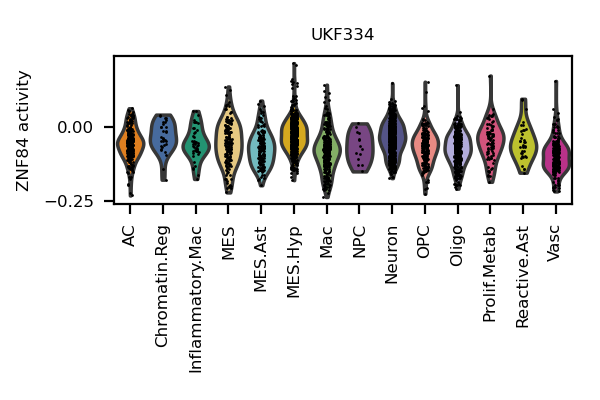 UKF334
ZNF84 activity
0.00
−0.25
AC
Chromatin.Reg
Inflammatory.Mac
MES
MES.Ast
MES.Hyp
Mac
NPC
Neuron
OPC
Oligo
Prolif.Metab
Reactive.Ast
Vasc